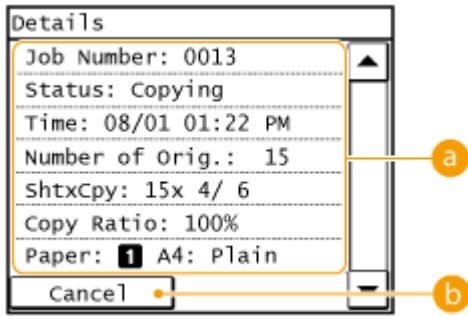 Details
Job Number: 0013
Status: Copying
Time: 08/01 01:22 PM
Number of Orig.: 15
ShtxCpy: 15x 4/ 6
Copy Ratio: 100%
Paper: 1 A4: Plain
Cancel
a
b